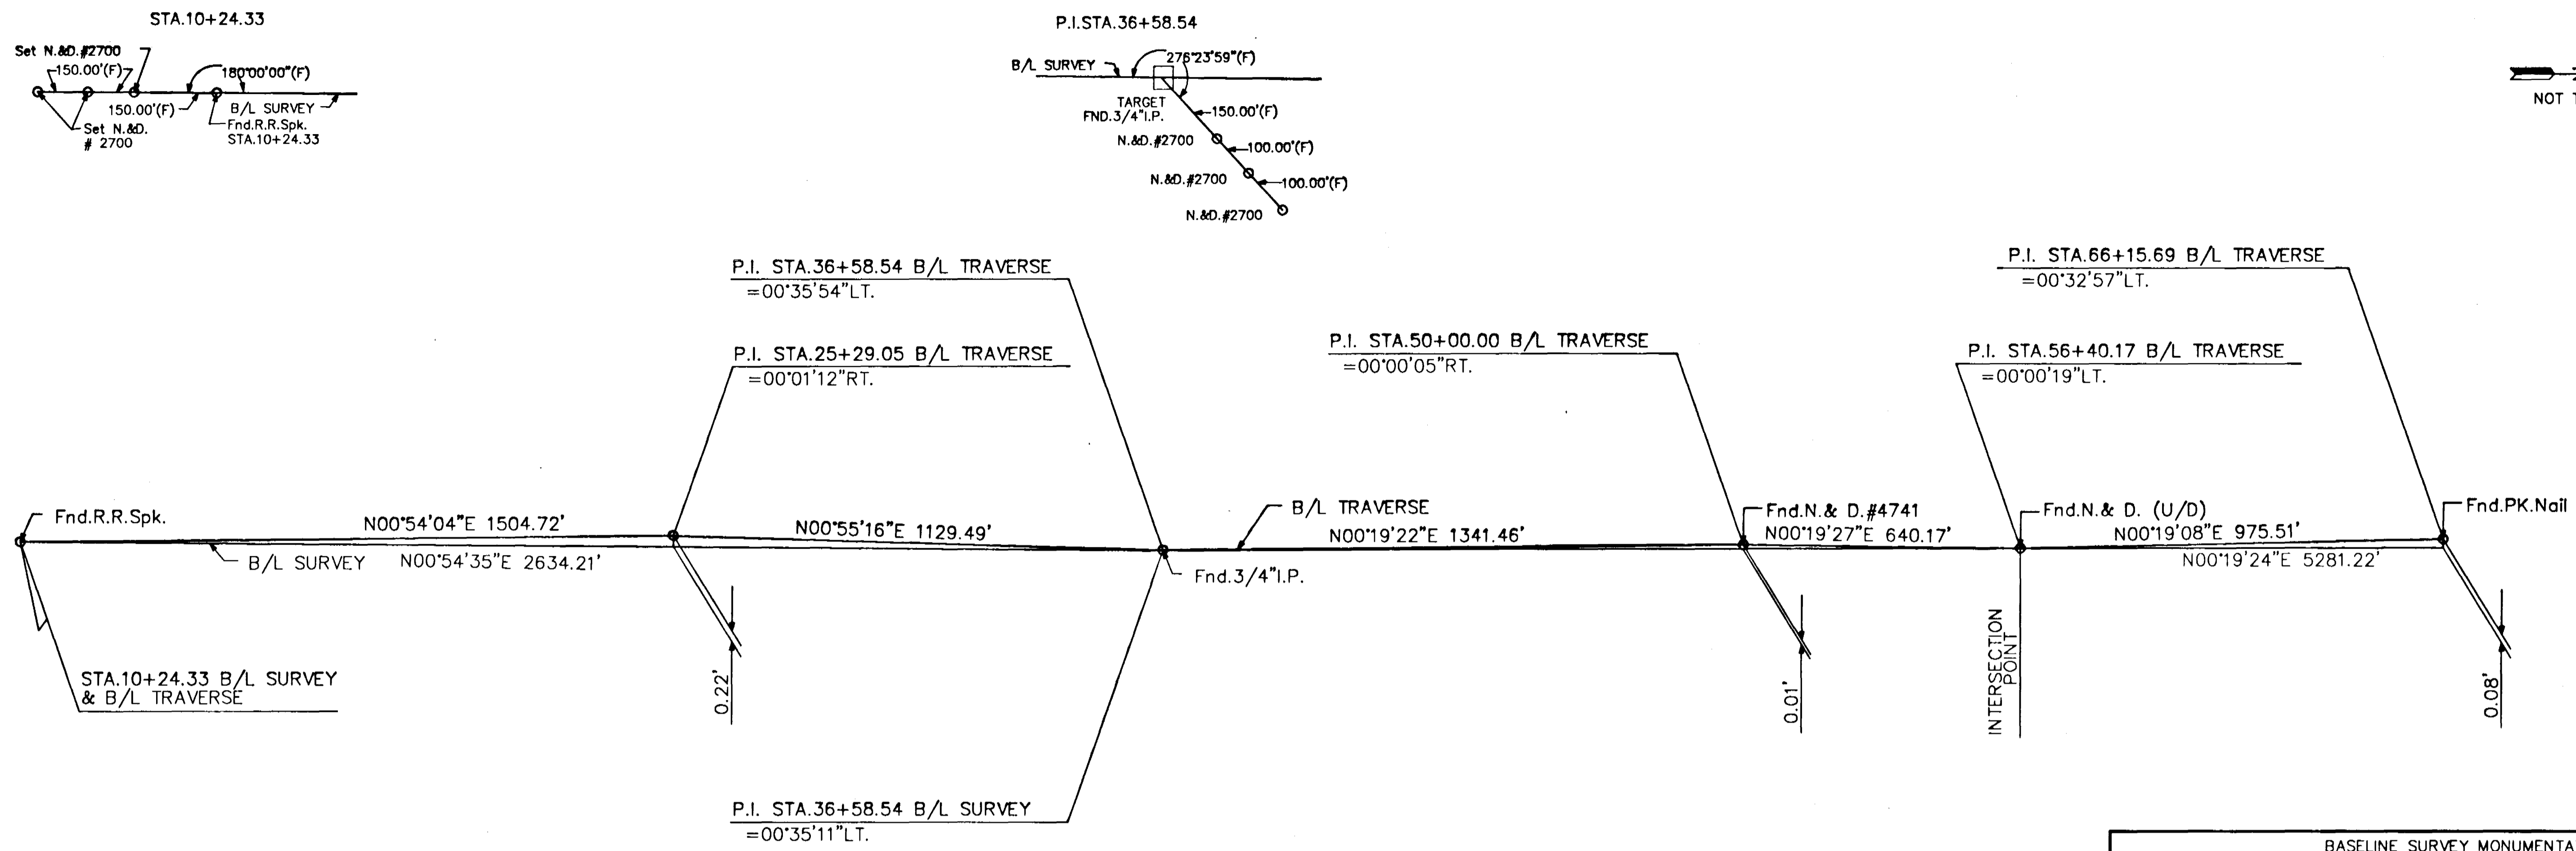 STA.10+24.33
Set N.&D.#2700
150.00'(F)
180°00'00"(F)
150.00'(F)
B/L SURVEY
Set N.&D.
# 2700
Fnd.R.R.Spk.
STA.10+24.33
P.I.STA.36+58.54
B/L SURVEY
276°23'59"(F)
TARGET
FND.3/4"I.P.
150.00'(F)
N.&D.#2700
100.00'(F)
N.&D.#2700
100.00'(F)
N.&D.#2700
NOT
P.I. STA.36+58.54 B/L TRAVERSE
=00°35'54"LT.
P.I. STA.25+29.05 B/L TRAVERSE
=00°01'12"RT.
P.I. STA.50+00.00 B/L TRAVERSE
=00°00'05"RT.
P.I. STA.66+15.69 B/L TRAVERSE
=00°32'57"LT.
P.I. STA.56+40.17 B/L TRAVERSE
=00°00'19"LT.
Fnd.R.R.Spk.
N00°54'04"E 1504.72'
N00°55'16"E 1129.49'
B/L TRAVERSE
N00°19'22"E 1341.46'
Fnd.N.& D.#4741
N00°19'27"E 640.17'
Fnd.N.& D. (U/D)
N00°19'08"E 975.51'
Fnd.PK.Nail
B/L SURVEY
N00°54'35"E 2634.21'
Fnd.3/4"I.P.
N00°19'24"E 5281.22'
STA.10+24.33 B/L SURVEY
& B/L TRAVERSE
0.22'
0.01'
INTERSECTION
POINT
0.08'
P.I. STA.36+58.54 B/L SURVEY
=00°35'11"LT.
BASELINE SURVEY MONUMENTA